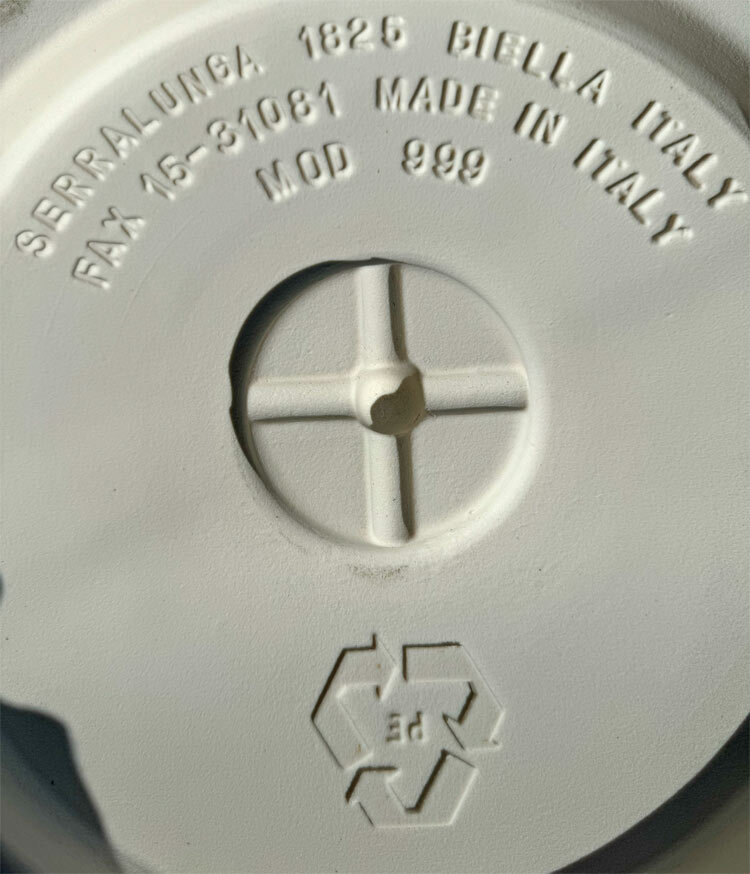 SERRALUNGA 1825 BIELLA ITALY
FAX 15-31081 MADE IN ITALY
MOD 999
PE